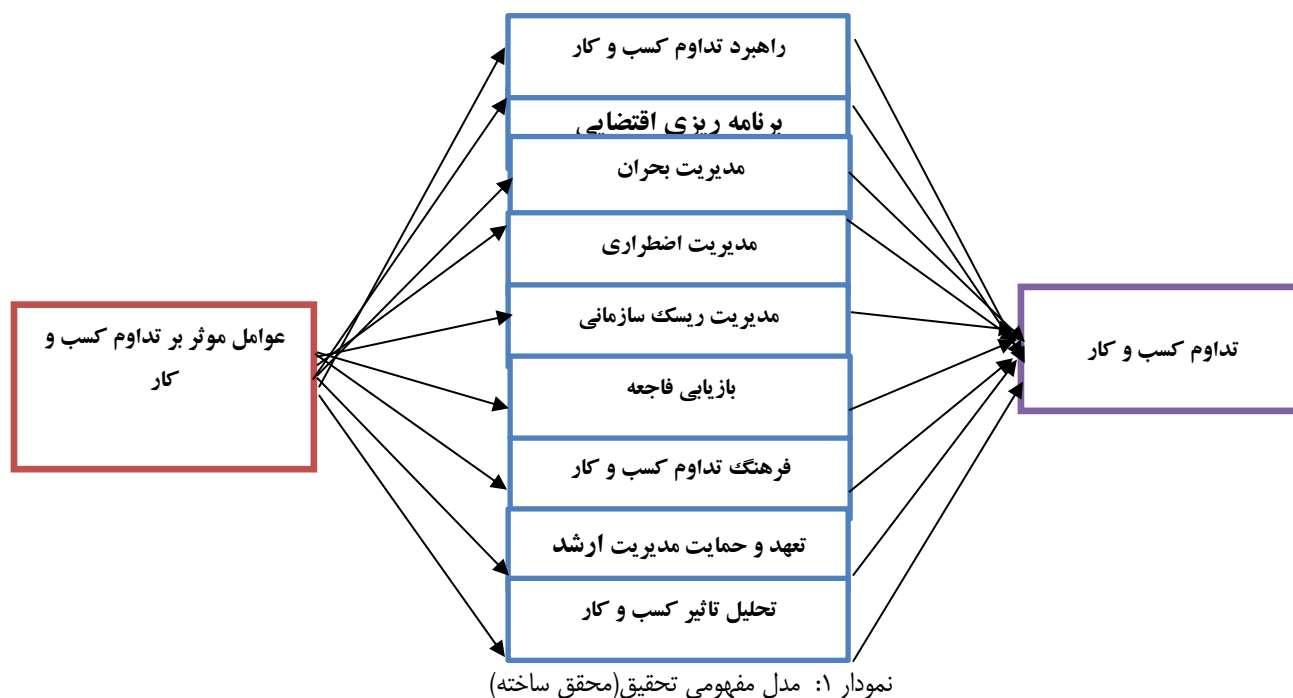 راهبرد تداوم کسب و کار
برنامه ریزی اقتضایی
مدیریت بحران
مدیریت اضطراری
مدیریت ریسک سازمانی
بازیابی فاجعه
فرهنگ تداوم کسب و کار
تعهد و حمایت مدیریت ارشد
تحلیل تاثیر کسب و کار
عوامل موثر بر تداوم کسب و
کار
تداوم کسب و کار
نمودار ۱: مدل مفهومی تحقیق(محقق ساخته)